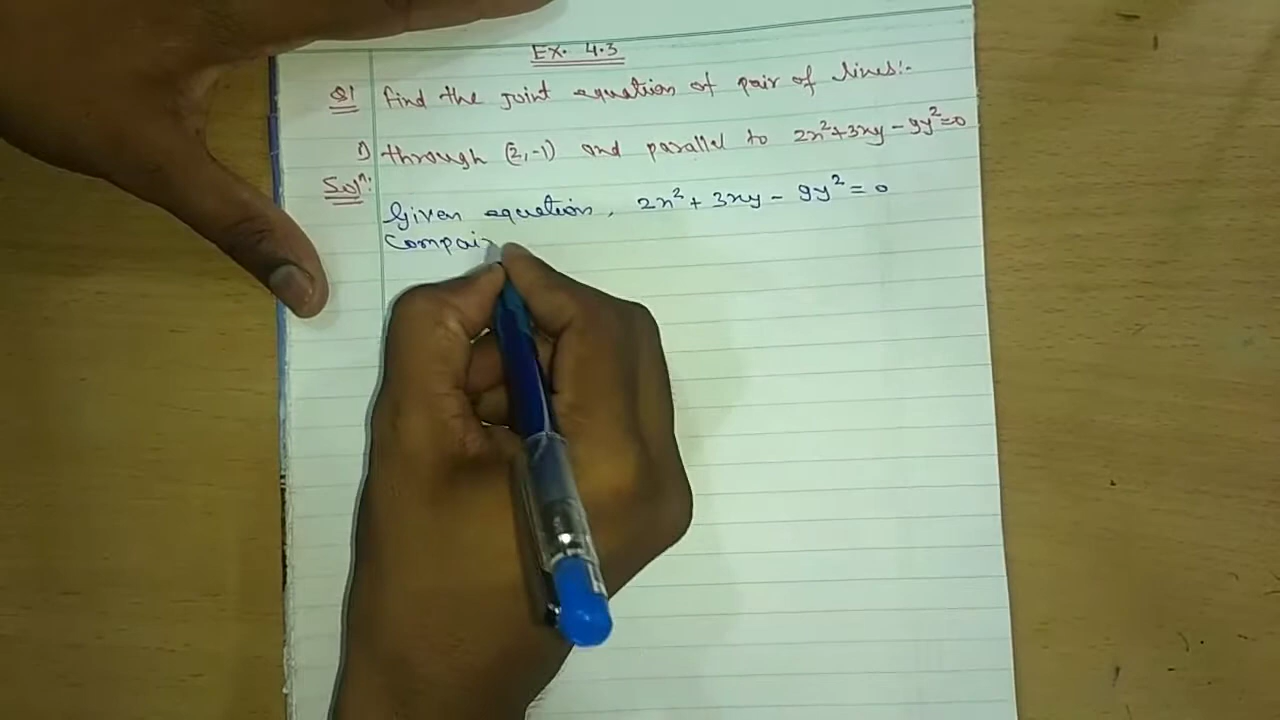 EX. 4.3
Q1 Find the joint equation of pair of lines:-
i) through (2,-1) and parallel to 2x²+3xy-9y²=0
Solⁿ:
Given equation, 2x²+3xy-9y²=0
Compai